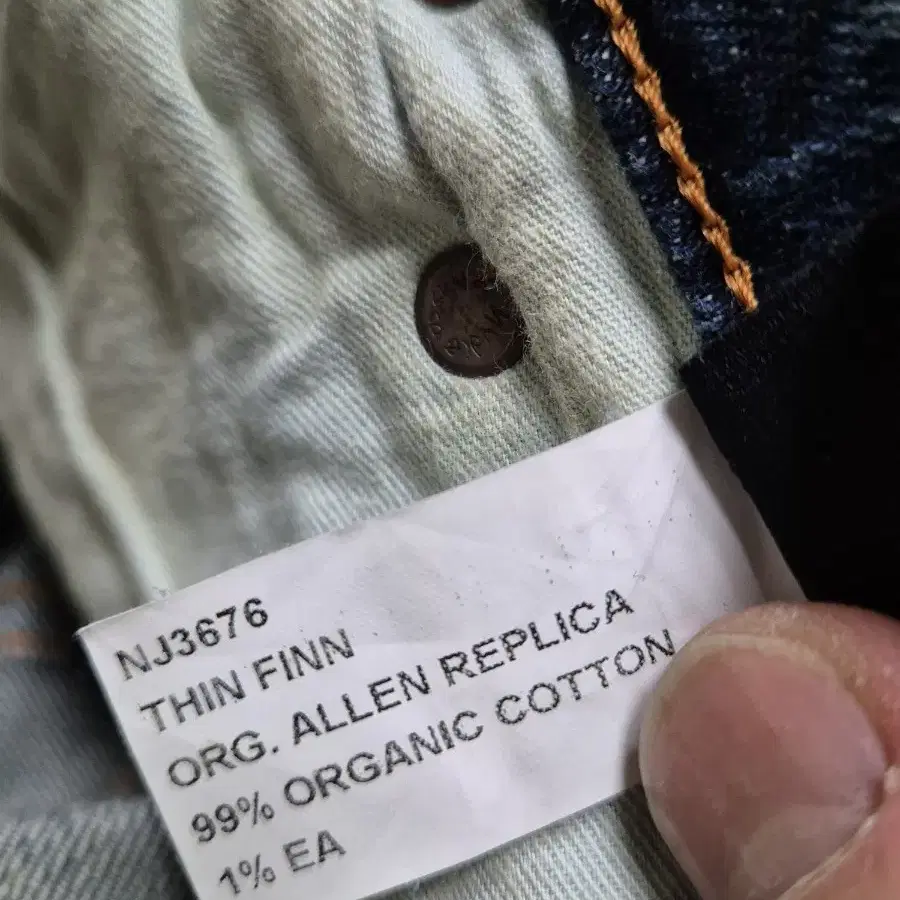 NJ3676
THIN FINN
ORG. ALLEN REPLICA
99% ORGANIC COTTON
1% EA